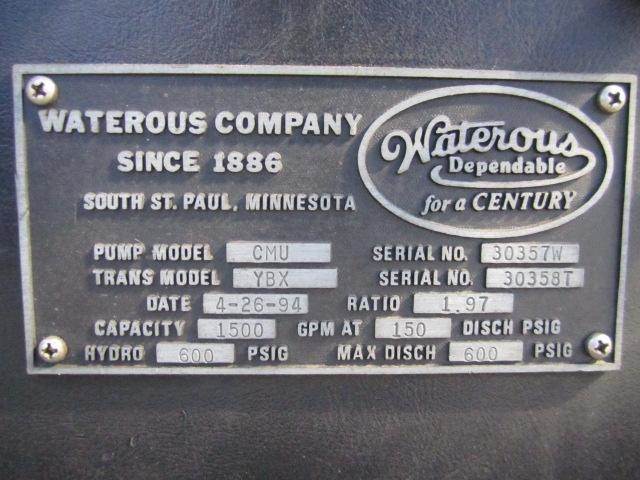 WATEROUS COMPANY
SINCE 1886
SOUTH ST. PAUL, MINNESOTA
Waterous
Dependable
for a CENTURY
PUMP MODEL CMU SERIAL NO. 30357W
TRANS MODEL YBX SERIAL NO. 30358T
DATE 4-26-94 RATIO 1.97
CAPACITY 1500 GPM AT 150 DISCH PSIG
HYDRO 600 PSIG MAX DISCH 600 PSIG